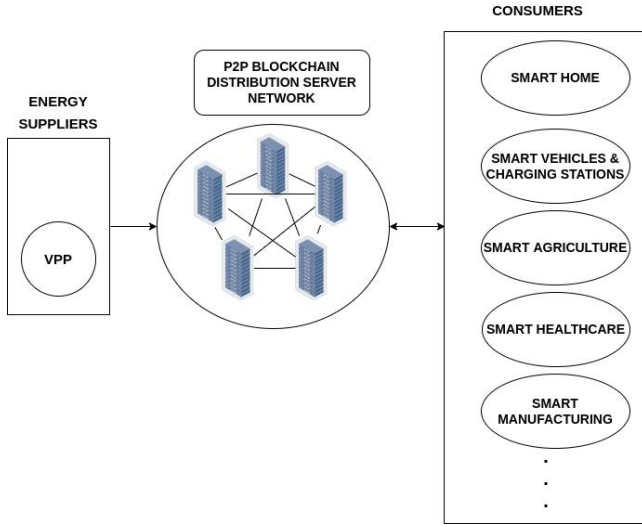 ENERGY
SUPPLIERS
VPP
P2P BLOCKCHAIN
DISTRIBUTION SERVER
NETWORK
CONSUMERS
SMART HOME
SMART VEHICLES &
CHARGING STATIONS
SMART AGRICULTURE
SMART HEALTHCARE
SMART
MANUFACTURING
.
.
.